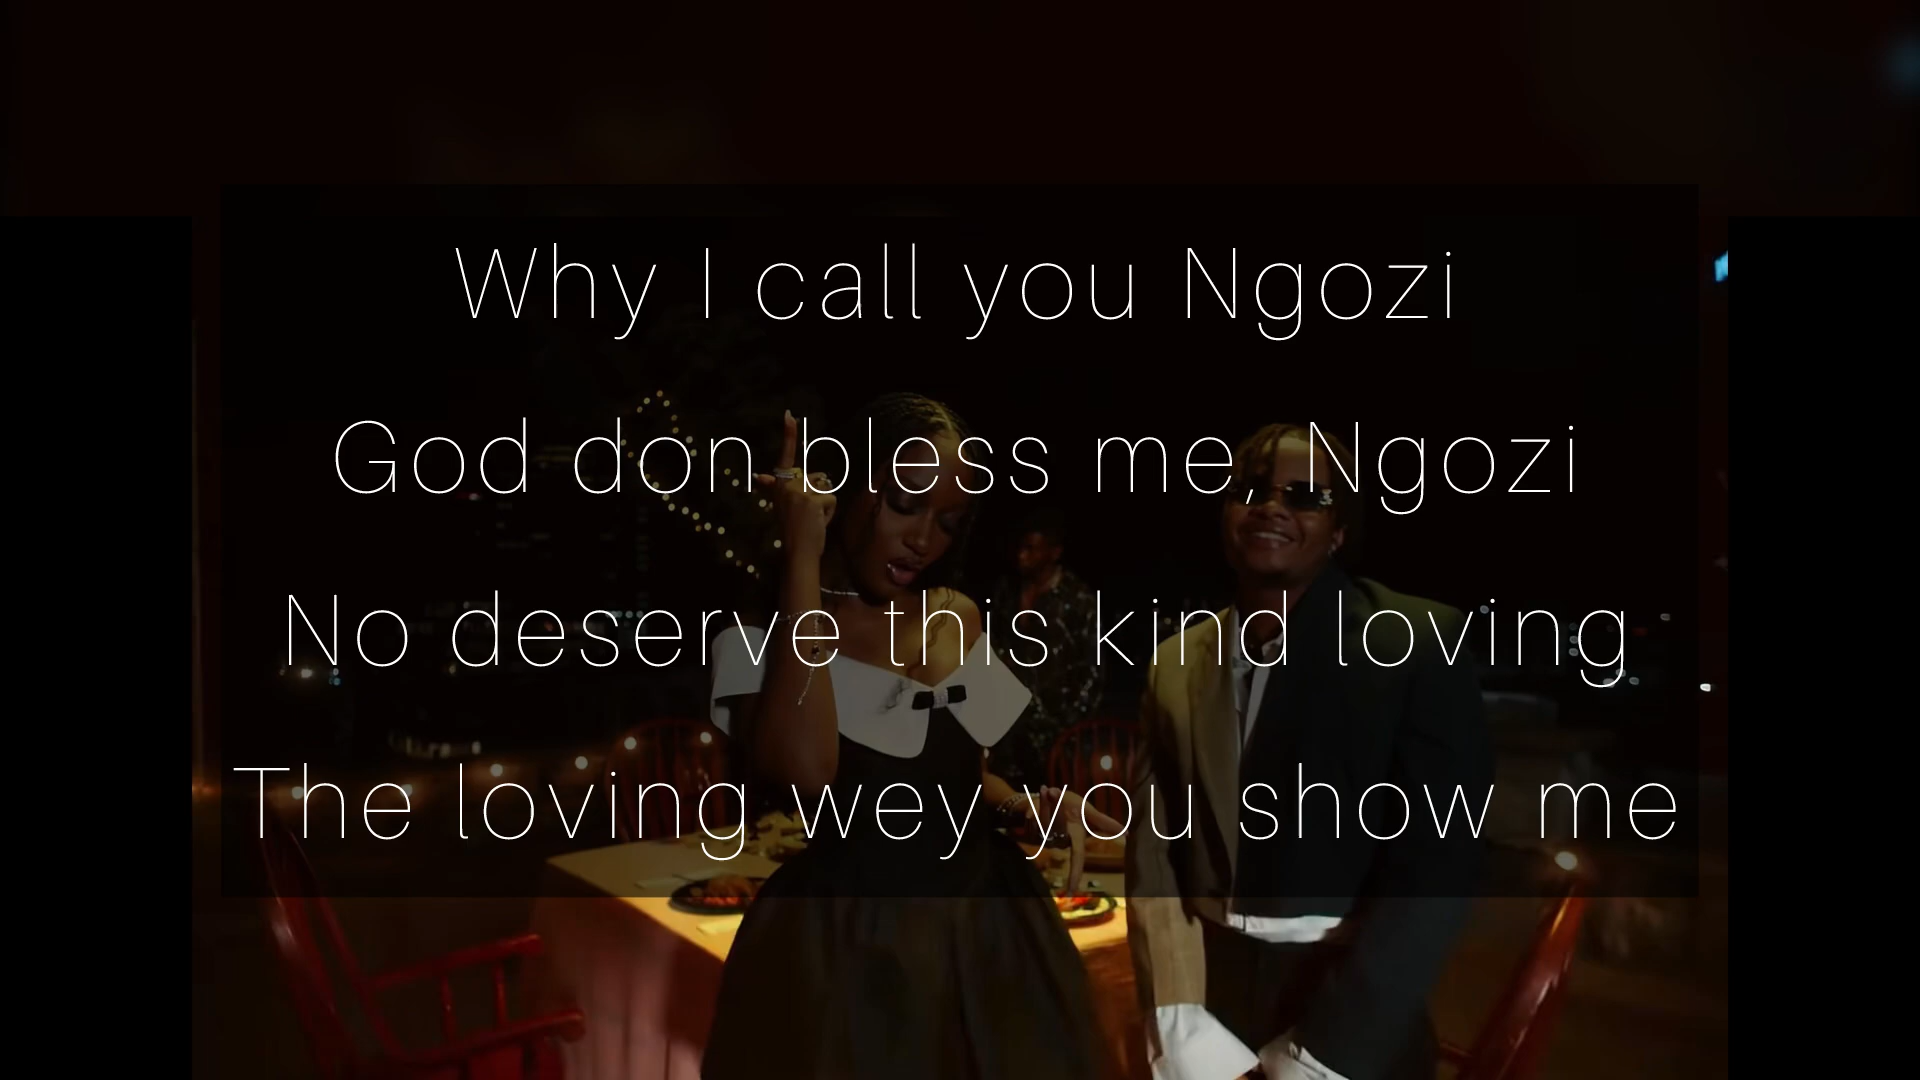 Why I call you Ngozi
God don bless me, Ngozi
No deserve this kind loving
The loving wey you show me